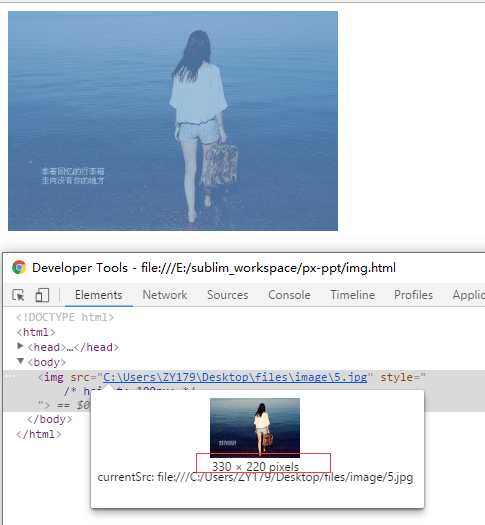 拿著回忆的行李箱
走向没有你的地方
Developer Tools - file:///E:/sublim_workspace/px-ppt/img.html
Elements Network Sources Console Timeline Profiles Applic
<!DOCTYPE html>
<html>
<head>…</head>
<body>
<img src="C:\Users\ZY179\Desktop\files\image\5.jpg" style="
/* height: 100px; */
"> == $0
</body>
</html>
330 × 220 pixels
currentSrc: file:///C:/Users/ZY179/Desktop/files/image/5.jpg